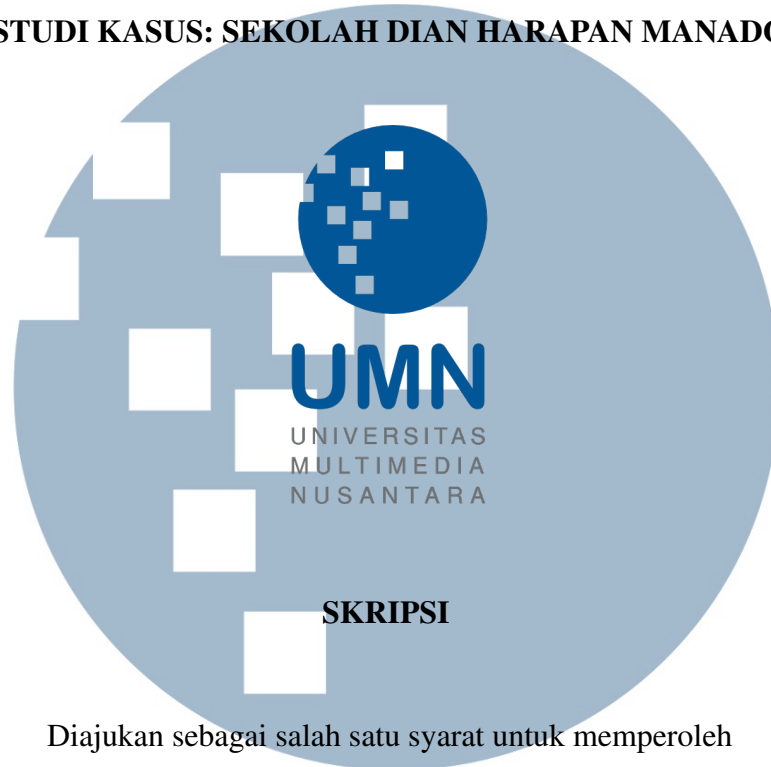 STUDI KASUS: SEKOLAH DIAN HARAPAN MANADO
UMN
UNIVERSITAS
MULTIMEDIA
NUSANTARA
SKRIPSI
Diajukan sebagai salah satu syarat untuk memperoleh